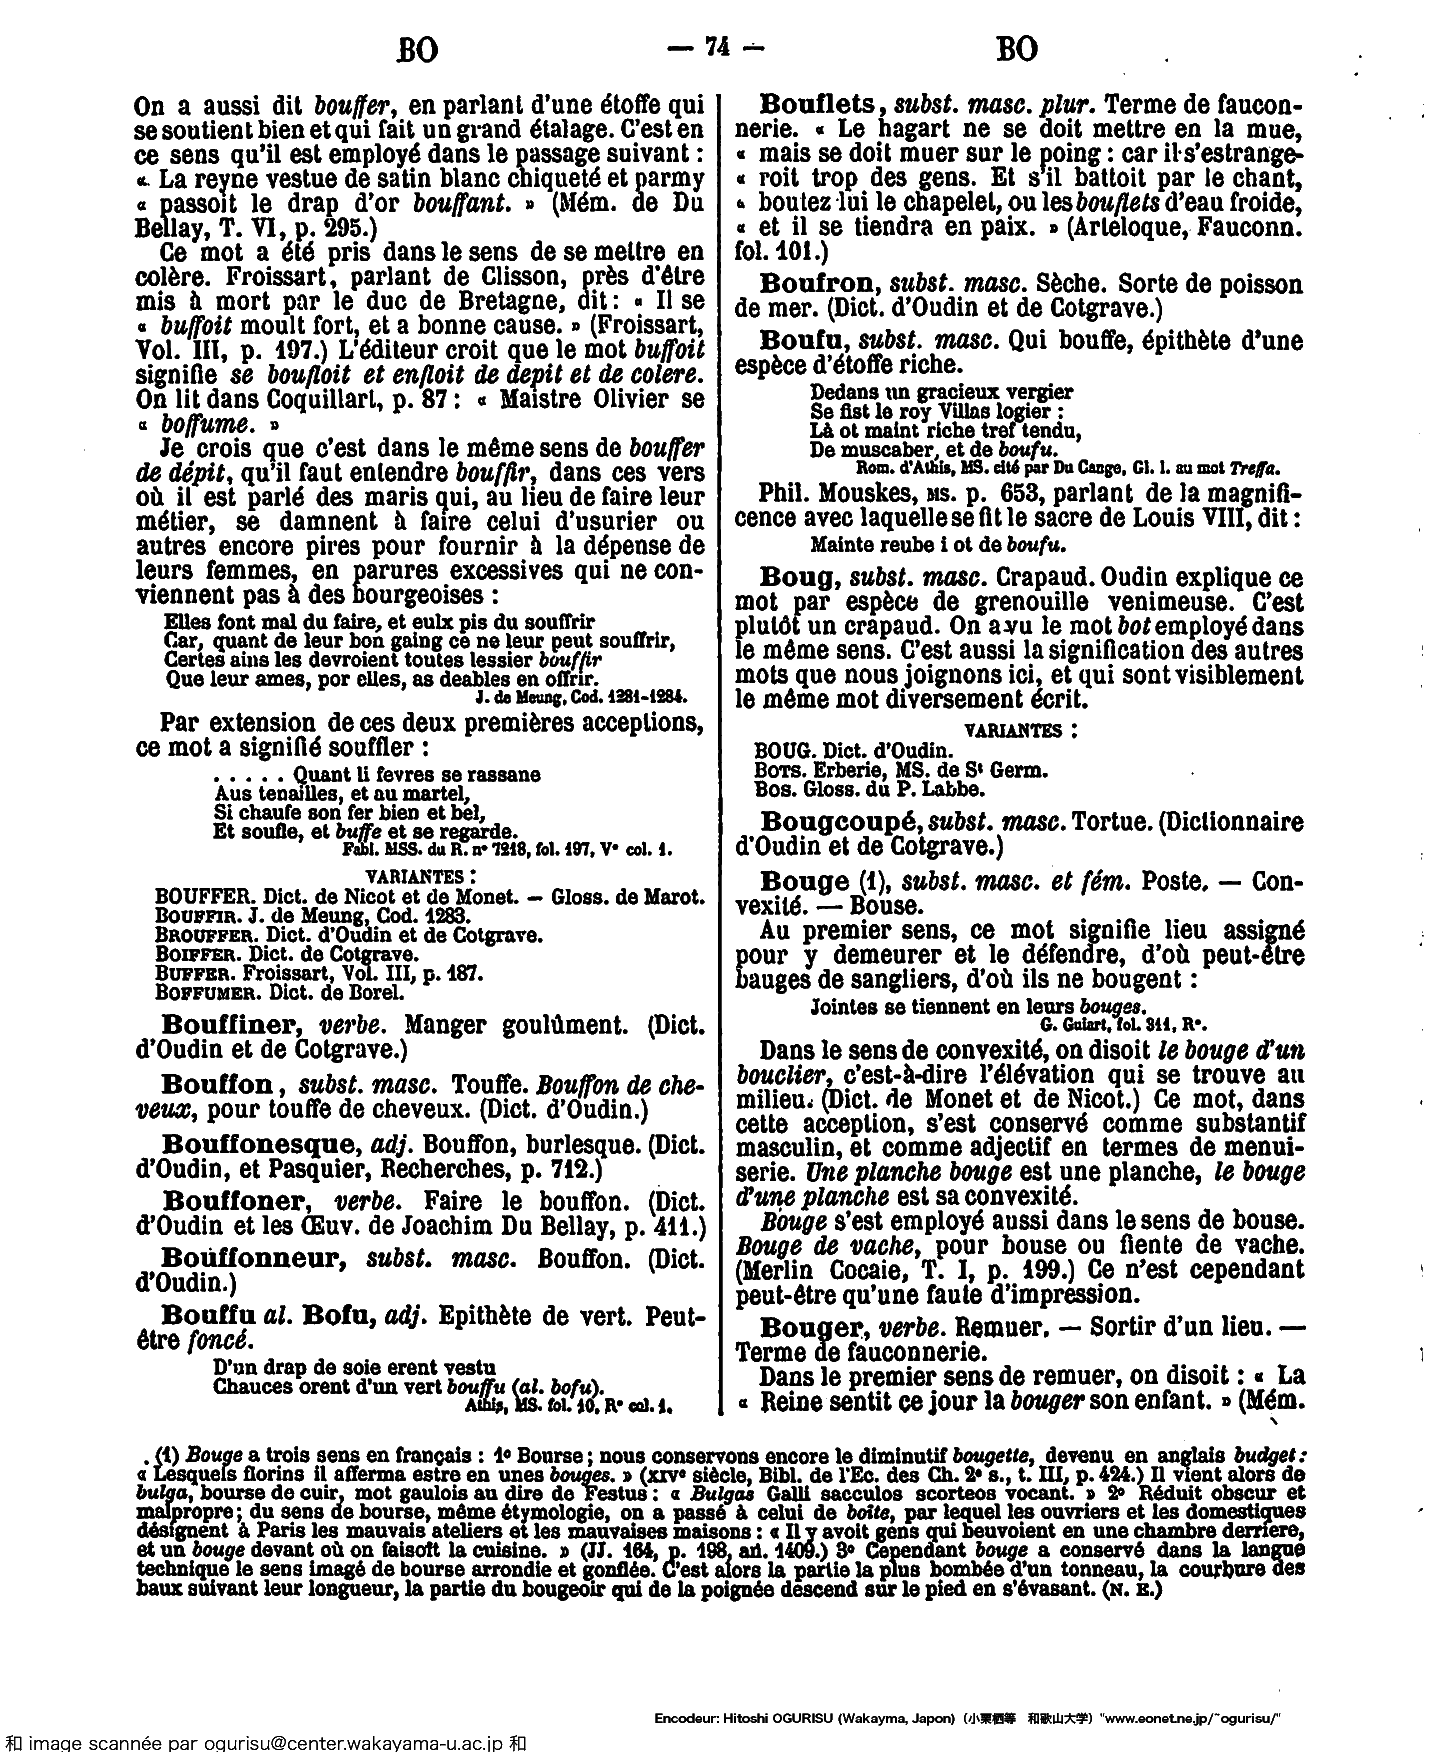 BO — 74 — BO
On a aussi dit bouffer, en parlant d'une étoffe qui
se soutient bien et qui fait un grand étalage. C'est en
ce sens qu'il est employé dans le passage suivant :
« La reyne vestue de satin blanc chiqueté et parmy
« passoit le drap d'or bouffant. » (Mém. de Du
Bellay, T. VI, p. 295.)
Ce mot a été pris dans le sens de se mettre en
colère. Froissart, parlant de Clisson, près d'être
mis à mort par le duc de Bretagne, dit : « Il se
« buffoit moult fort, et a bonne cause. » (Froissart,
Vol. III, p. 197.) L'éditeur croit que le mot buffoit
signifie se boufloit et enfloit de depit et de colere.
On lit dans Coquillart, p. 87 : « Maistre Olivier se
« boffume. »
Je crois que c'est dans le même sens de bouffer
de dépit, qu'il faut entendre bouffir, dans ces vers
où il est parlé des maris qui, au lieu de faire leur
métier, se damnent à faire celui d'usurier ou
autres encore pires pour fournir à la dépense de
leurs femmes, en parures excessives qui ne con-
viennent pas à des bourgeoises :
Elles font mal du faire, et eulx pis du souffrir
Car, quant de leur bon gaing ce ne leur peut souffrir,
Certes ains les devroient toutes lessier bouffir
Que leur ames, por elles, as deables en offrir.
J. de Meung, Cod. 1281-1284.
Par extension de ces deux premières acceptions,
ce mot a signifié souffler :
. . . . . Quant li fevres se rassane
Aus tenailles, et au martel,
Si chaufe son fer bien et bel,
Et soufle, et buffe et se regarde.
Fabl. MSS. du R. n° 7218, fol. 197, V° col. 1.
VARIANTES :
BOUFFER. Dict. de Nicot et de Monet. — Gloss. de Marot.
BOUFFIR. J. de Meung, Cod. 1283.
BROUFFER. Dict. d'Oudin et de Cotgrave.
BOIFFER. Dict. de Cotgrave.
BUFFER. Froissart, Vol. III, p. 187.
BOFFUMER. Dict. de Borel.
Bouffiner, verbe. Manger goulûment. (Dict.
d'Oudin et de Cotgrave.)
Bouffon, subst. masc. Touffe. Bouffon de che-
veux, pour touffe de cheveux. (Dict. d'Oudin.)
Bouffonesque, adj. Bouffon, burlesque. (Dict.
d'Oudin, et Pasquier, Recherches, p. 712.)
Bouffoner, verbe. Faire le bouffon. (Dict.
d'Oudin et les Œuv. de Joachim Du Bellay, p. 411.)
Bouffonneur, subst. masc. Bouffon. (Dict.
d'Oudin.)
Bouffu al. Bofu, adj. Epithète de vert. Peut-
être foncé.
D'un drap de soie erent vestu
Chauces orent d'un vert bouffu (al. bofu).
Athis, MS. fol. 10, R° col. 1.
Bouflets, subst. masc. plur. Terme de faucon-
nerie. « Le hagart ne se doit mettre en la mue,
« mais se doit muer sur le poing : car il s'estrange-
« roit trop des gens. Et s'il battoit par le chant,
« boutez lui le chapelet, ou les bouflets d'eau froide,
« et il se tiendra en paix. » (Arteloque, Fauconn.
fol. 101.)
Boufron, subst. masc. Sèche. Sorte de poisson
de mer. (Dict. d'Oudin et de Cotgrave.)
Boufu, subst. masc. Qui bouffe, épithète d'une
espèce d'étoffe riche.
Dedans un gracieux vergier
Se fist le roy Villas logier :
Là ot maint riche tref tendu,
De muscaber, et de boufu.
Rom. d'Athis, MS. cité par Du Cange, Gl. l. au mot Treffa.
Phil. Mouskes, MS. p. 653, parlant de la magnifi-
cence avec laquelle se fit le sacre de Louis VIII, dit :
Mainte reube i ot de boufu.
Boug, subst. masc. Crapaud. Oudin explique ce
mot par espèce de grenouille venimeuse. C'est
plutôt un crapaud. On a vu le mot bot employé dans
le même sens. C'est aussi la signification des autres
mots que nous joignons ici, et qui sont visiblement
le même mot diversement écrit.
VARIANTES :
BOUG. Dict. d'Oudin.
BOTS. Erberie, MS. de St Germ.
BOS. Gloss. du P. Labbe.
Bougcoupé, subst. masc. Tortue. (Dictionnaire
d'Oudin et de Cotgrave.)
Bouge (1), subst. masc. et fém. Poste. — Con-
vexité. — Bouse.
Au premier sens, ce mot signifie lieu assigné
pour y demeurer et le défendre, d'où peut-être
bauges de sangliers, d'où ils ne bougent :
Jointes se tiennent en leurs bouges.
G. Guiart, fol. 311, R°.
Dans le sens de convexité, on disoit le bouge d'un
bouclier, c'est-à-dire l'élévation qui se trouve au
milieu. (Dict. de Monet et de Nicot.) Ce mot, dans
cette acception, s'est conservé comme substantif
masculin, et comme adjectif en termes de menui-
serie. Une planche bouge est une planche, le bouge
d'une planche est sa convexité.
Bouge s'est employé aussi dans le sens de bouse.
Bouge de vache, pour bouse ou fiente de vache.
(Merlin Cocaie, T. I, p. 199.) Ce n'est cependant
peut-être qu'une faute d'impression.
Bouger, verbe. Remuer. — Sortir d'un lieu. —
Terme de fauconnerie.
Dans le premier sens de remuer, on disoit : « La
« Reine sentit ce jour la bouger son enfant. » (Mém.
(1) Bouge a trois sens en français : 1° Bourse ; nous conservons encore le diminutif bougette, devenu en anglais budget :
« Lesquels florins il afferma estre en unes bouges. » (XIVe siècle, Bibl. de l'Ec. des Ch. 2e s., t. III, p. 424.) Il vient alors de
bulga, bourse de cuir, mot gaulois au dire de Festus : « Bulgas Galli sacculos scorteos vocant. » 2° Réduit obscur et
malpropre ; du sens de bourse, même étymologie, on a passé à celui de boîte, par lequel les ouvriers et les domestiques
désignent à Paris les mauvais ateliers et les mauvaises maisons : « Il y avoit gens qui beuvoient en une chambre derriere,
et un bouge devant où on faisoit la cuisine. » (JJ. 164, p. 198, an. 1409.) 3° Cependant bouge a conservé dans la langue
technique le sens imagé de bourse arrondie et gonflée. C'est alors la partie la plus bombée d'un tonneau, la courbure des
baux suivant leur longueur, la partie du bougeoir qui de la poignée descend sur le pied en s'évasant. (N. E.)
Encodeur: Hitoshi OGURISU (Wakayma, Japon) (小栗栖等 和歌山大学) "www.eonet.ne.jp/~ogurisu/"
和 image scannée par ogurisu@center.wakayama-u.ac.jp 和